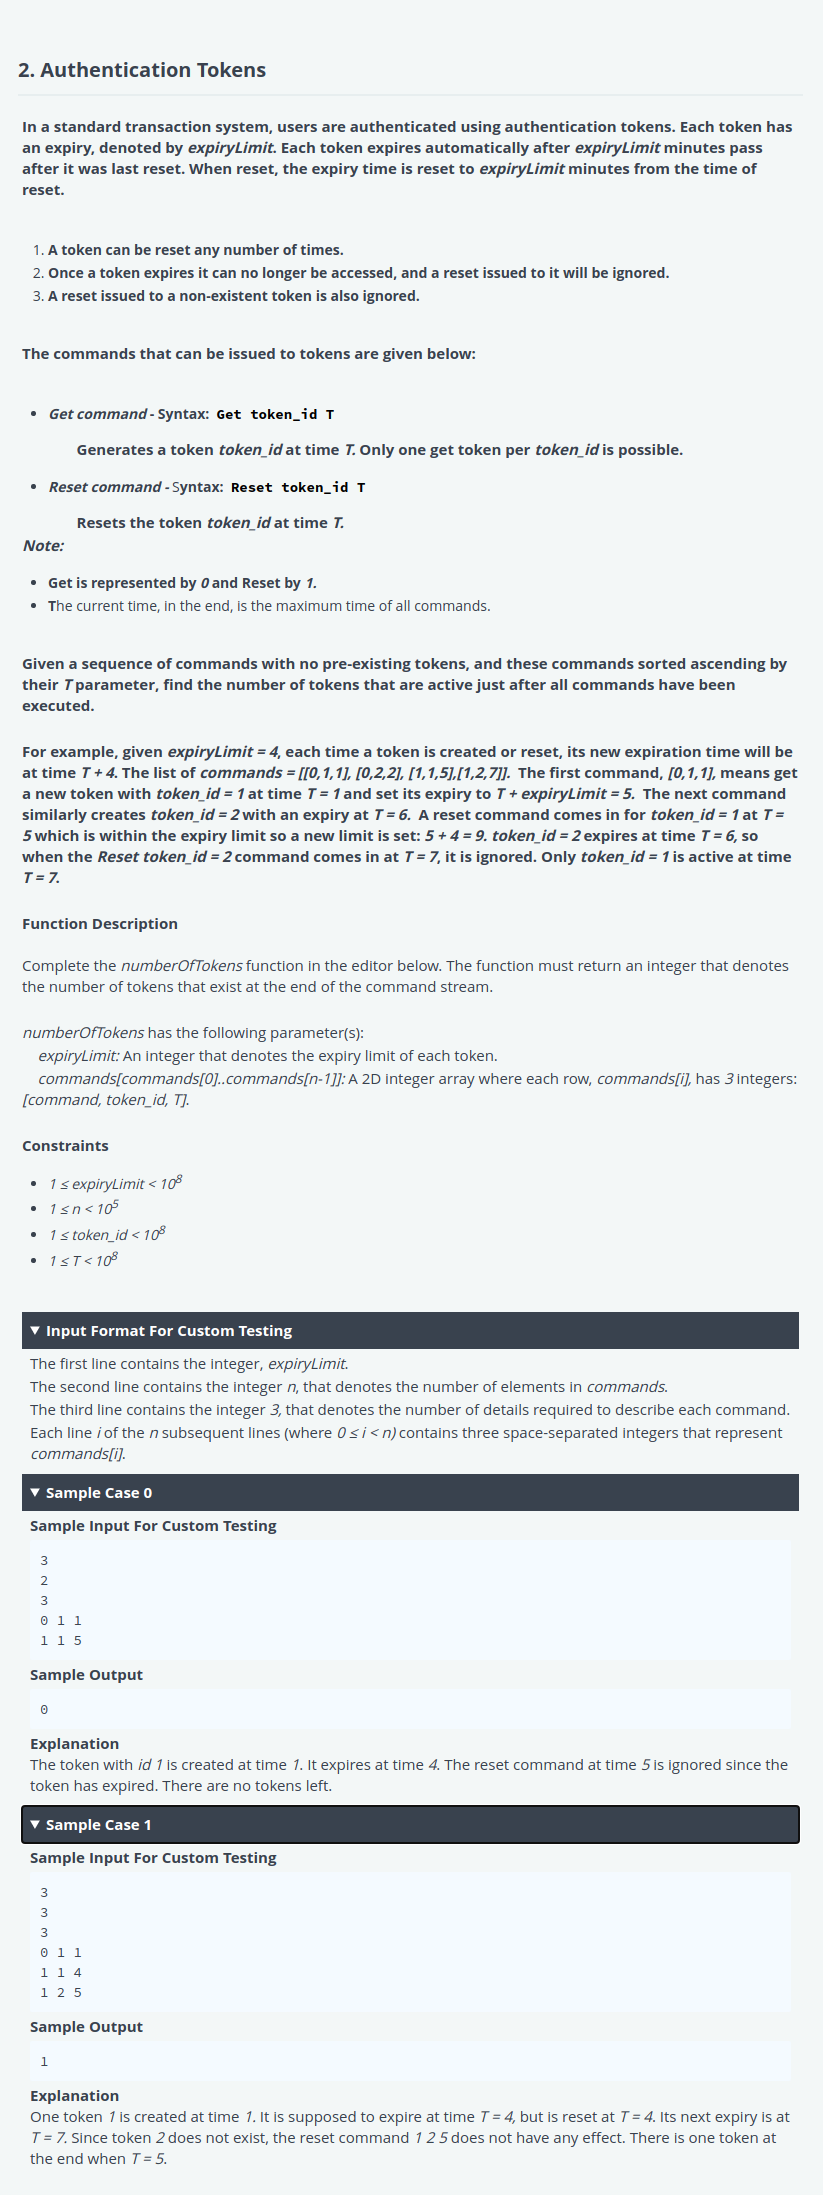 2. Authentication Tokens
In a standard transaction system, users are authenticated using authentication tokens. Each token has
an expiry, denoted by expiryLimit. Each token expires automatically after expiryLimit minutes pass
after it was last reset. When reset, the expiry time is reset to expiryLimit minutes from the time of
reset.
1. A token can be reset any number of times.
2. Once a token expires it can no longer be accessed, and a reset issued to it will be ignored.
3. A reset issued to a non-existent token is also ignored.
The commands that can be issued to tokens are given below:
• Get command - Syntax: Get token_id T
Generates a token token_id at time T. Only one get token per token_id is possible.
• Reset command - Syntax: Reset token_id T
Resets the token token_id at time T.
Note:
• Get is represented by 0 and Reset by 1.
• The current time, in the end, is the maximum time of all commands.
Given a sequence of commands with no pre-existing tokens, and these commands sorted ascending by
their T parameter, find the number of tokens that are active just after all commands have been
executed.
For example, given expiryLimit = 4, each time a token is created or reset, its new expiration time will be
at time T + 4. The list of commands = [[0,1,1], [0,2,2], [1,1,5],[1,2,7]]. The first command, [0,1,1], means get
a new token with token_id = 1 at time T = 1 and set its expiry to T + expiryLimit = 5. The next command
similarly creates token_id = 2 with an expiry at T = 6. A reset command comes in for token_id = 1 at T =
5 which is within the expiry limit so a new limit is set: 5 + 4 = 9. token_id = 2 expires at time T = 6, so
when the Reset token_id = 2 command comes in at T = 7, it is ignored. Only token_id = 1 is active at time
T = 7.
Function Description
Complete the numberOfTokens function in the editor below. The function must return an integer that denotes
the number of tokens that exist at the end of the command stream.
numberOfTokens has the following parameter(s):
expiryLimit: An integer that denotes the expiry limit of each token.
commands[commands[0]..commands[n-1]]: A 2D integer array where each row, commands[i], has 3 integers:
[command, token_id, T].
Constraints
• 1 ≤ expiryLimit < 10⁸
• 1 ≤ n < 10⁵
• 1 ≤ token_id < 10⁸
• 1 ≤ T < 10⁸
▼ Input Format For Custom Testing
The first line contains the integer, expiryLimit.
The second line contains the integer n, that denotes the number of elements in commands.
The third line contains the integer 3, that denotes the number of details required to describe each command.
Each line i of the n subsequent lines (where 0 ≤ i < n) contains three space-separated integers that represent
commands[i].
▼ Sample Case 0
Sample Input For Custom Testing
3
2
3
0 1 1
1 1 5
Sample Output
0
Explanation
The token with id 1 is created at time 1. It expires at time 4. The reset command at time 5 is ignored since the
token has expired. There are no tokens left.
▼ Sample Case 1
Sample Input For Custom Testing
3
3
3
0 1 1
1 1 4
1 2 5
Sample Output
1
Explanation
One token 1 is created at time 1. It is supposed to expire at time T = 4, but is reset at T = 4. Its next expiry is at
T = 7. Since token 2 does not exist, the reset command 1 2 5 does not have any effect. There is one token at
the end when T = 5.